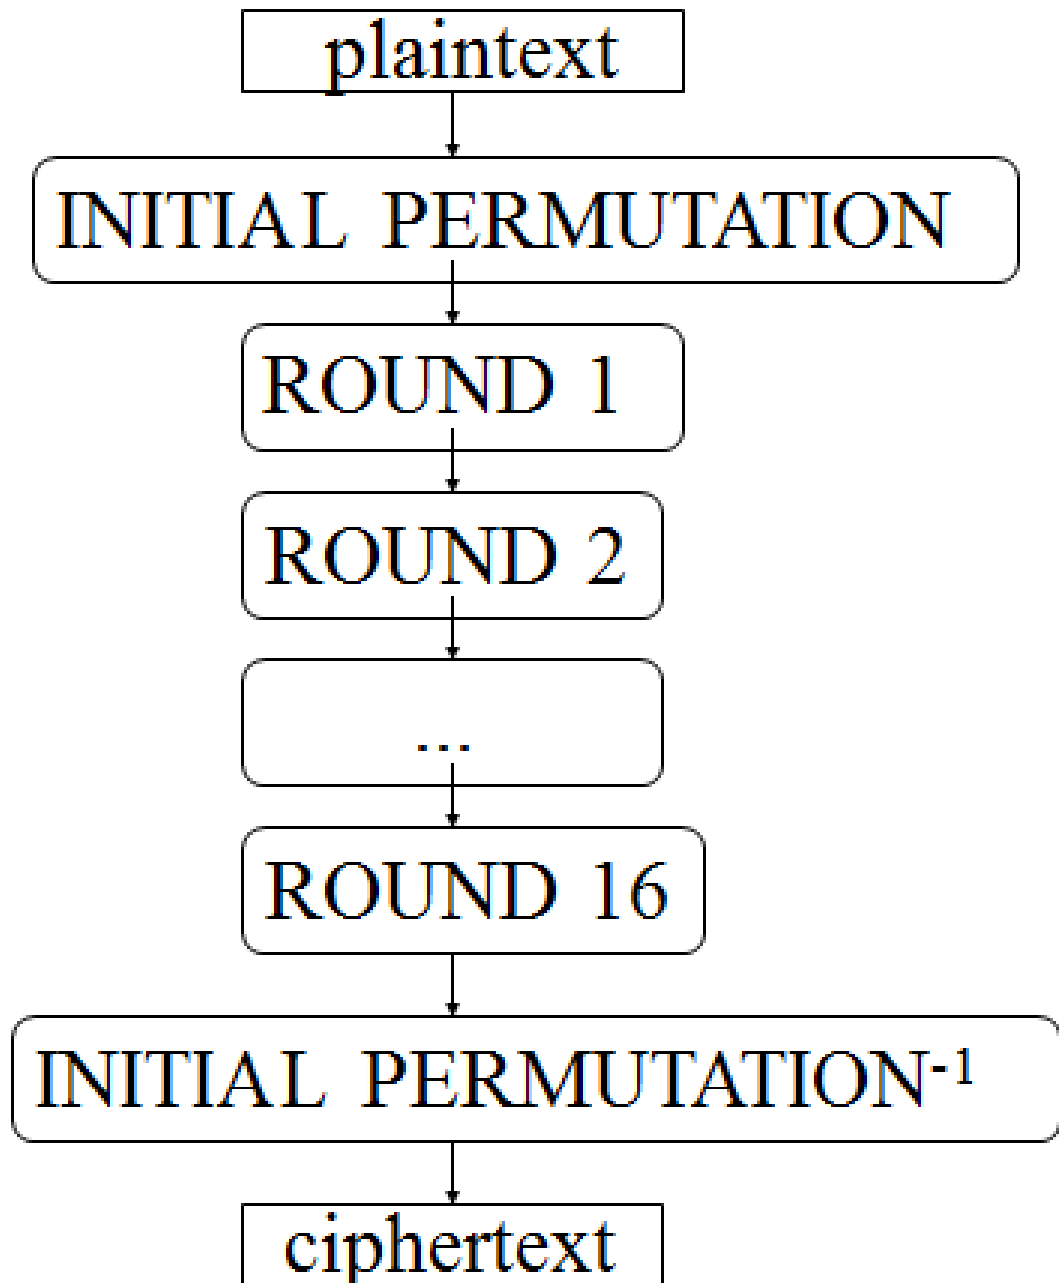 plaintext
INITIAL PERMUTATION
ROUND 1
ROUND 2
...
ROUND 16
INITIAL PERMUTATION⁻¹
ciphertext